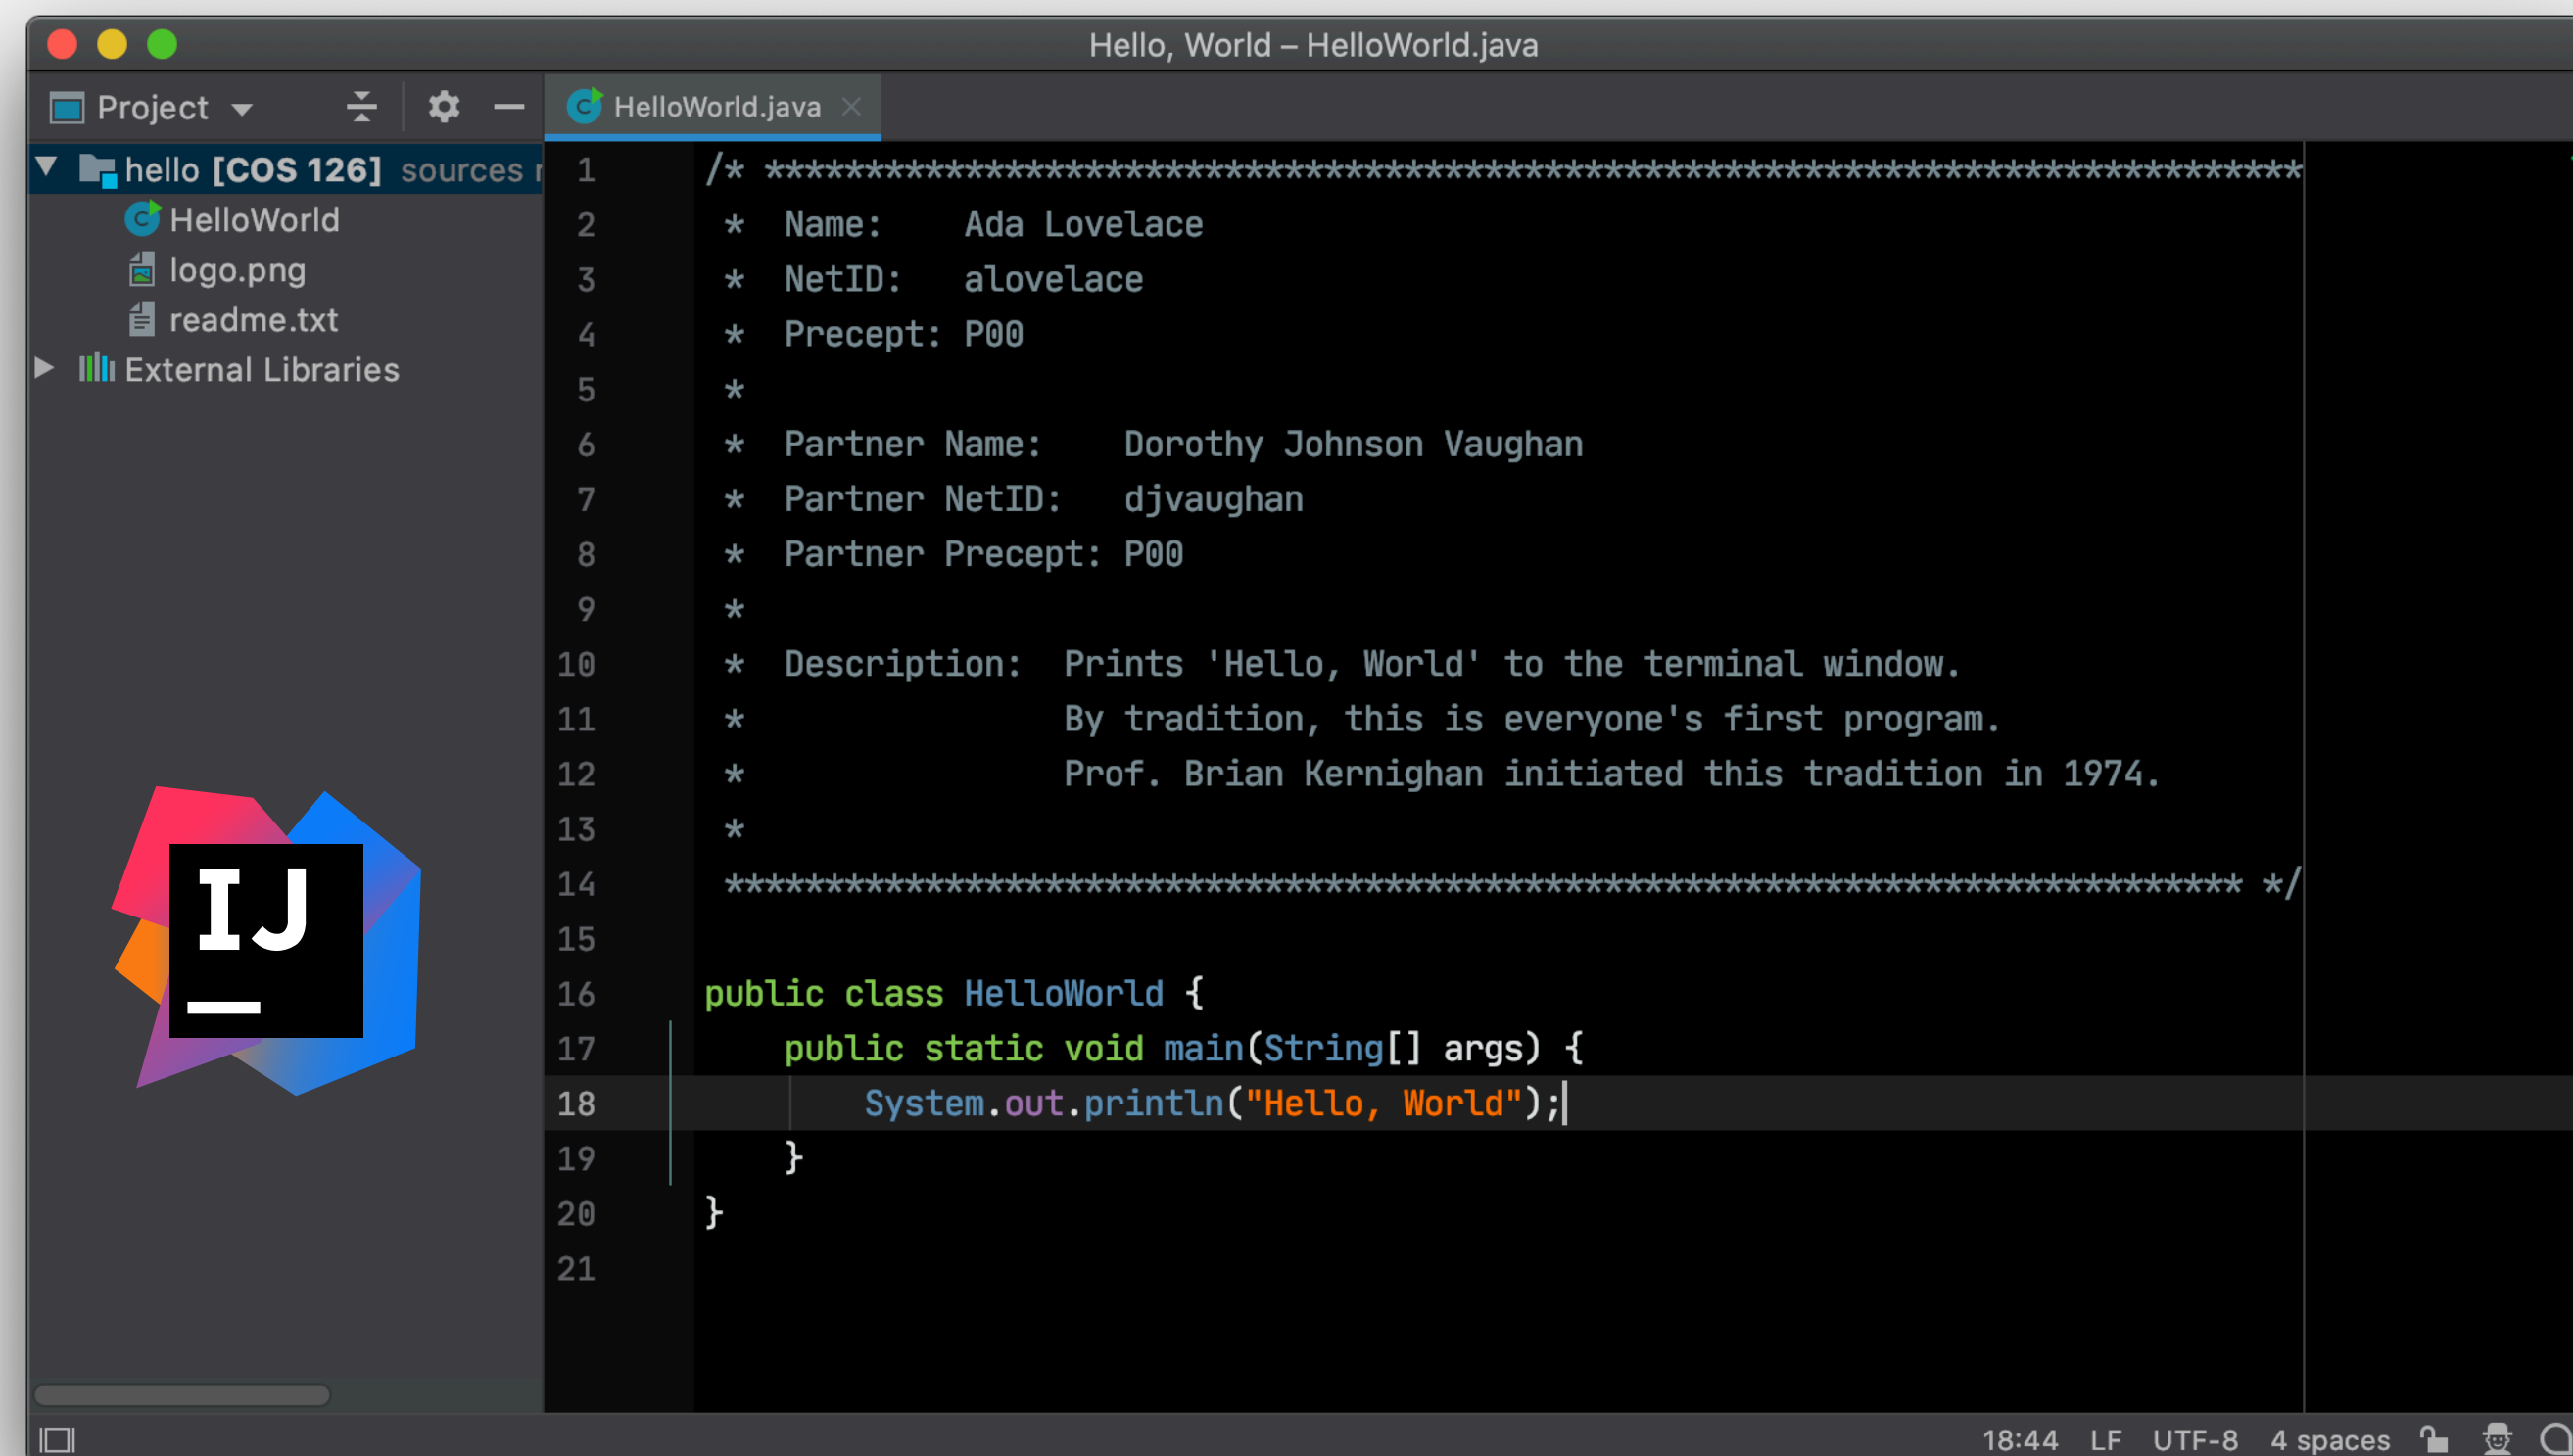 Hello, World – HelloWorld.java
Project
HelloWorld.java
hello [COS 126] sources
HelloWorld
logo.png
readme.txt
External Libraries
IJ
1 /* *****************************************************************************
2  *  Name:    Ada Lovelace
3  *  NetID:   alovelace
4  *  Precept: P00
5  *
6  *  Partner Name:    Dorothy Johnson Vaughan
7  *  Partner NetID:   djvaughan
8  *  Partner Precept: P00
9  *
10  *  Description:  Prints 'Hello, World' to the terminal window.
11  *                By tradition, this is everyone's first program.
12  *                Prof. Brian Kernighan initiated this tradition in 1974.
13  *
14  **************************************************************************** */
15
16 public class HelloWorld {
17     public static void main(String[] args) {
18         System.out.println("Hello, World");
19     }
20 }
21
18:44 LF UTF-8 4 spaces